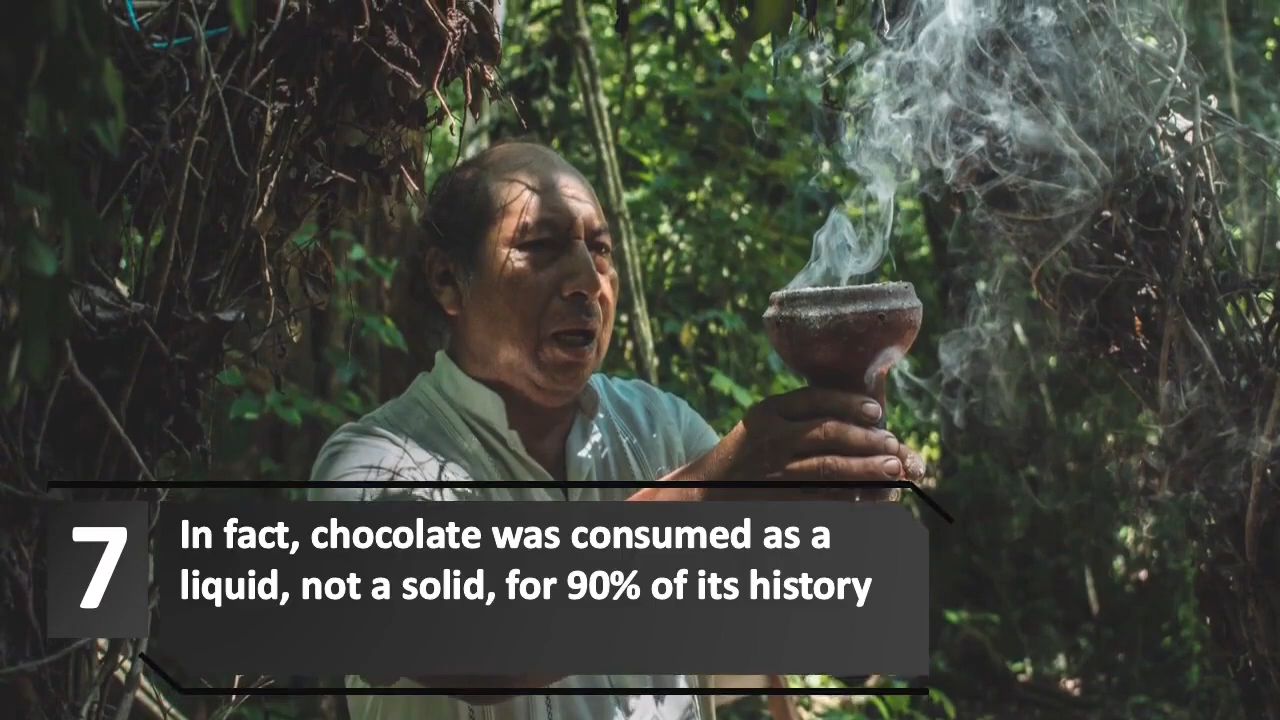 7
In fact, chocolate was consumed as a
liquid, not a solid, for 90% of its history